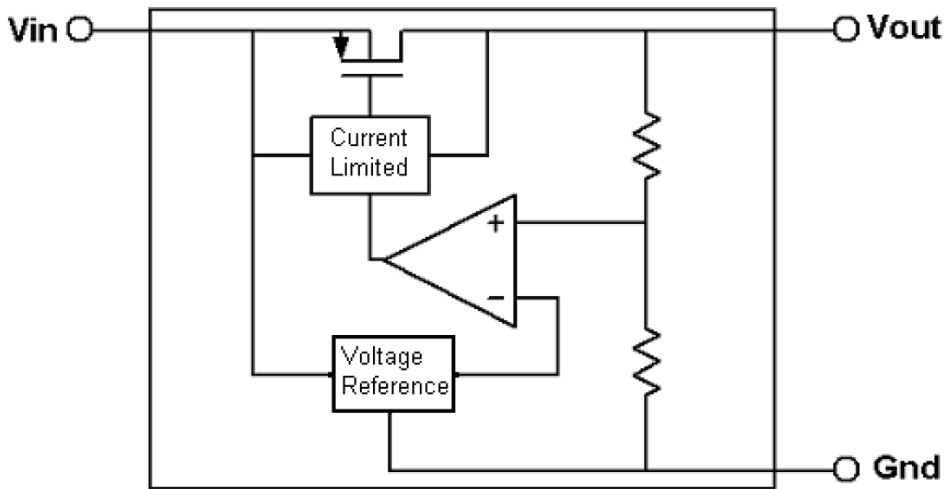 Vin
Vout
Current
Limited
+
−
Voltage
Reference
Gnd